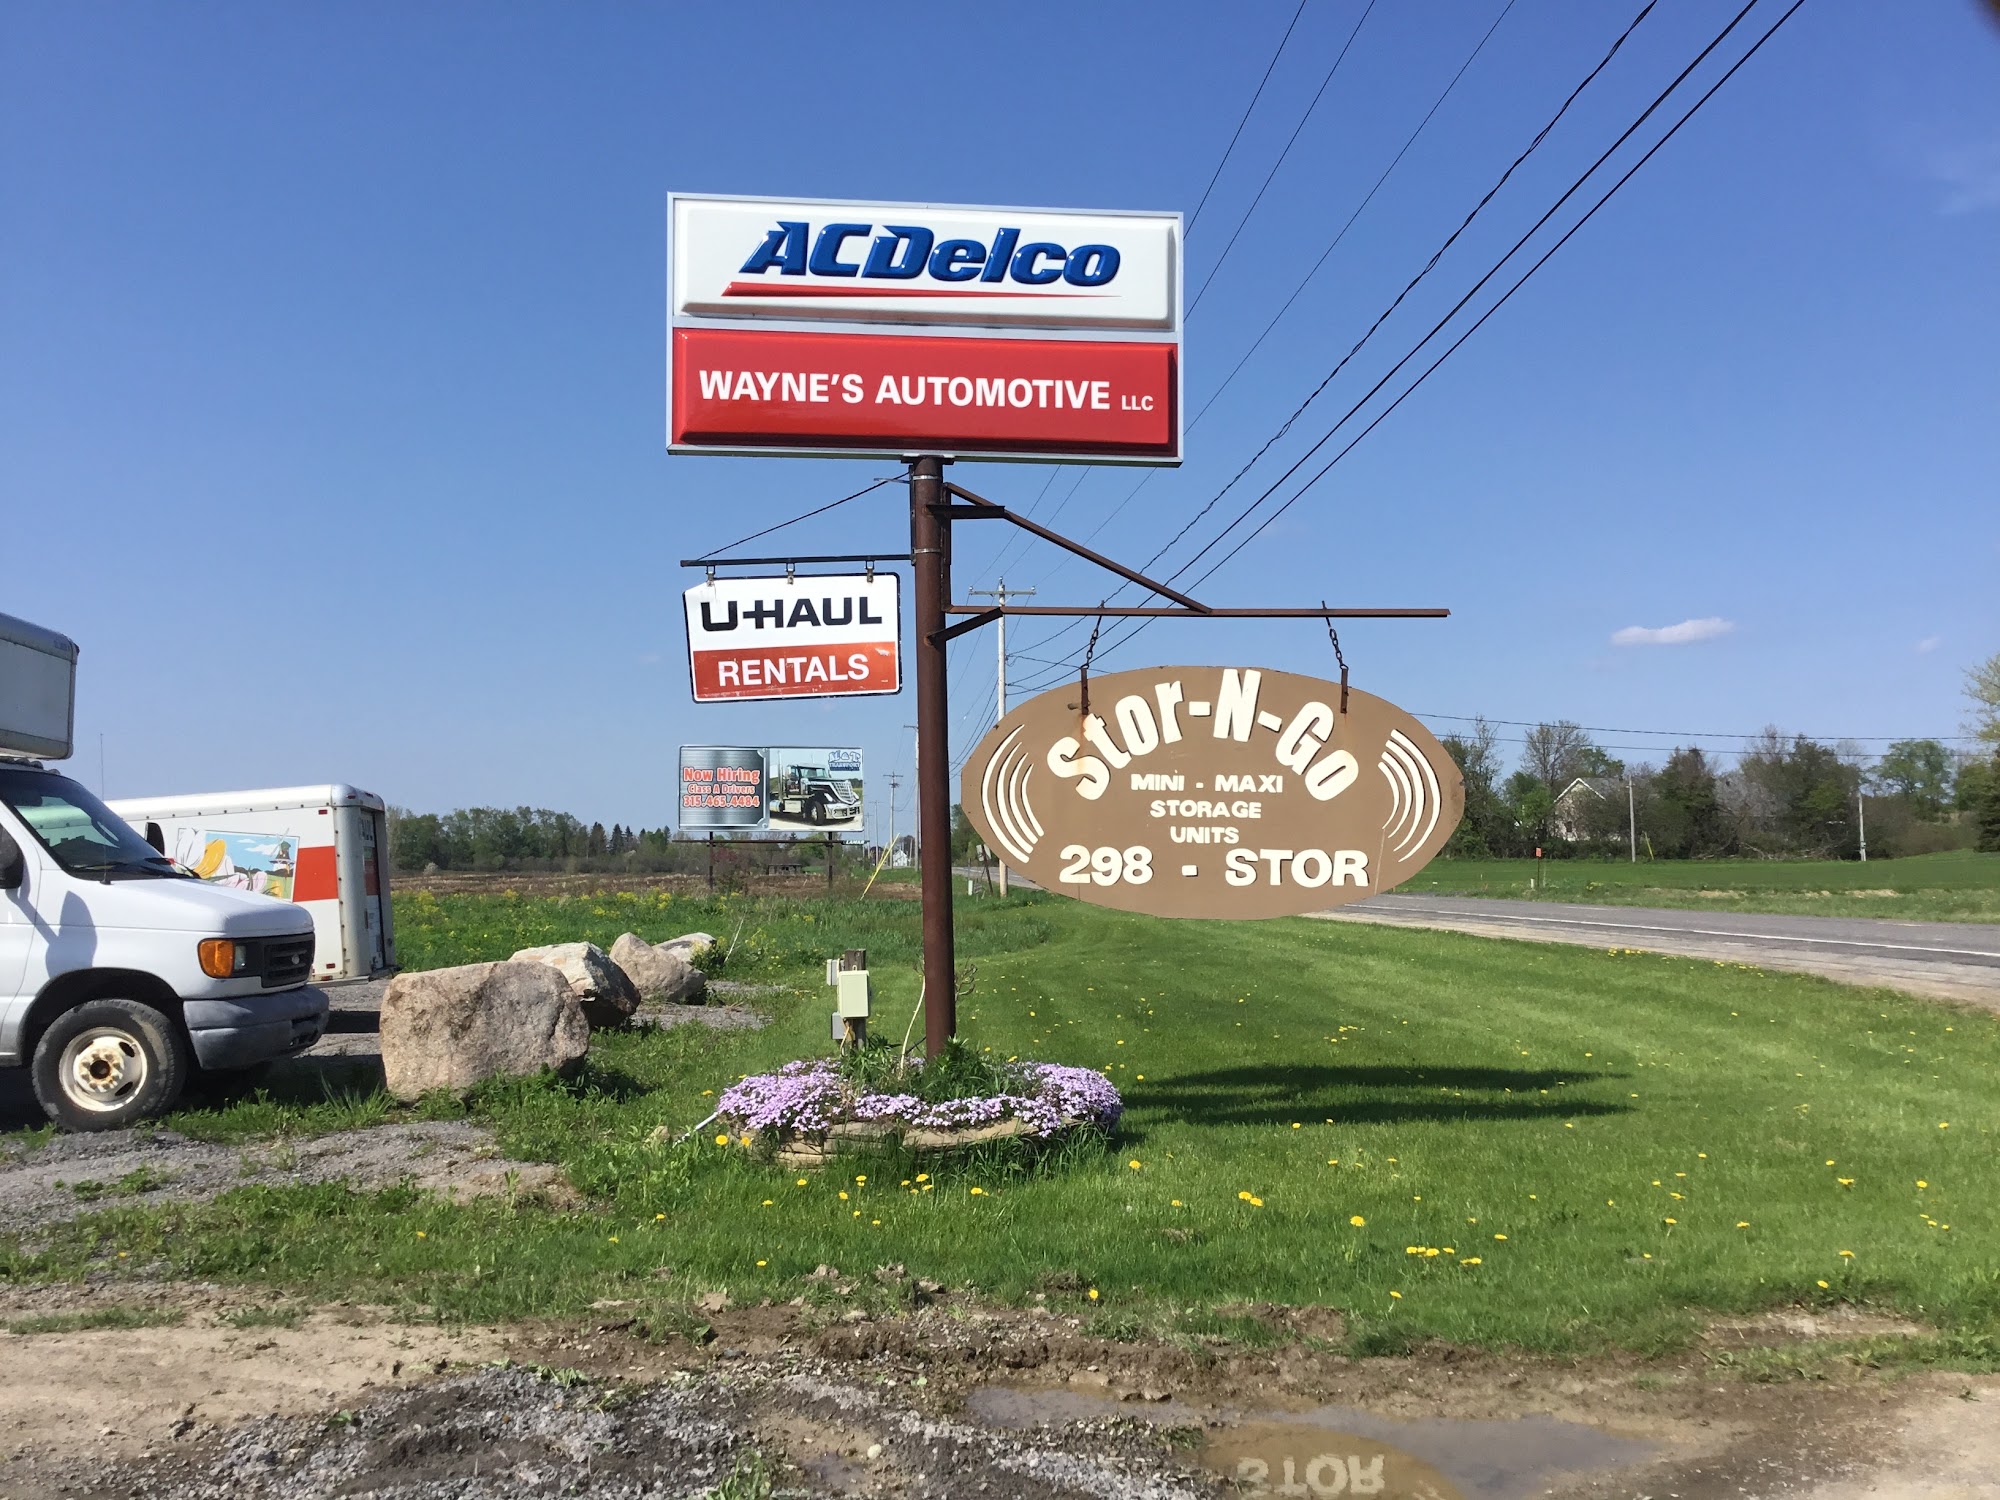 ACDelco
WAYNE'S AUTOMOTIVE LLC
U-HAUL
RENTALS
Now Hiring
Class A Drivers
315.465.4484
Stor-N-Go
MINI - MAXI
STORAGE
UNITS
298 - STOR
STOR